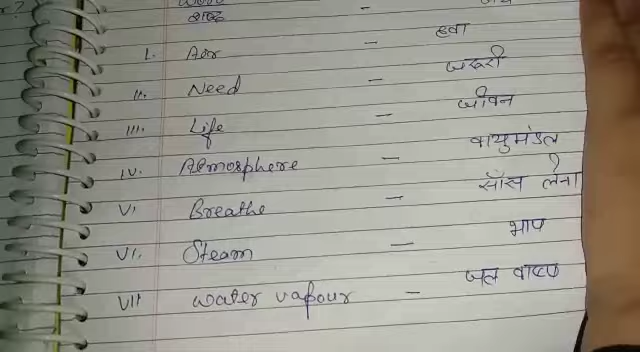 Word -
शब्द
I. Air - हवा
II. Need - जरूरी
III. Life - जीवन
IV. Atmosphere - वायुमंडल
V. Breathe - साँस लेना
VI. Steam - भाप
VII water vapour - जल वाष्प